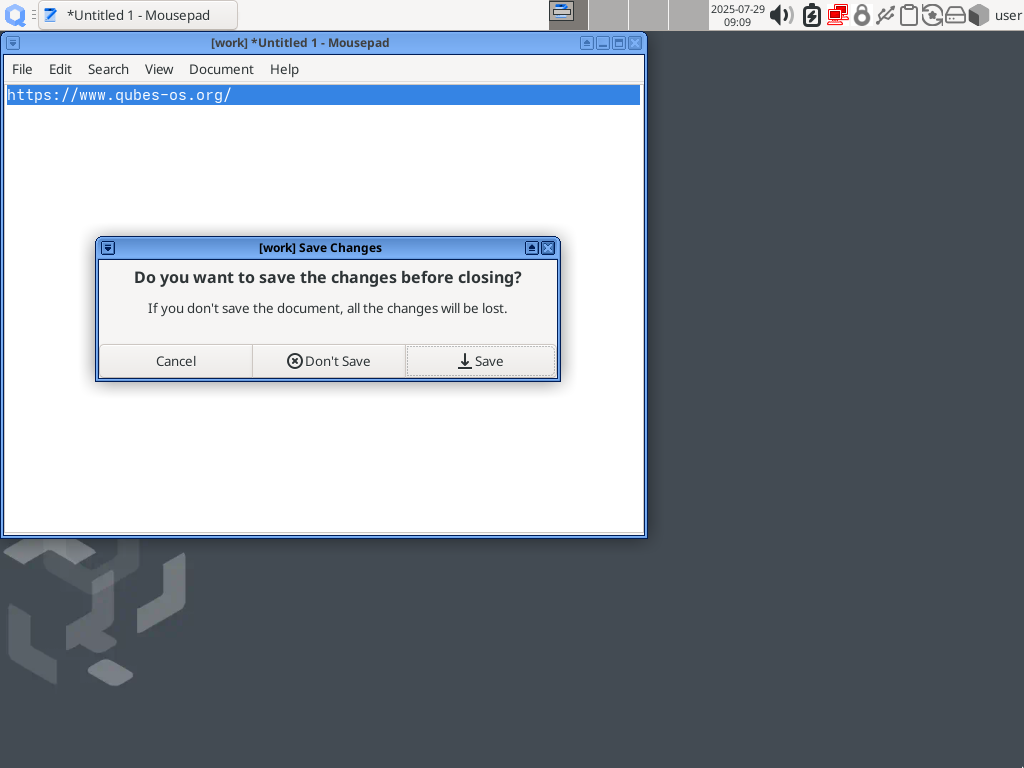 *Untitled 1 - Mousepad
2025-07-29
09:09
user
[work] *Untitled 1 - Mousepad
File Edit Search View Document Help
https://www.qubes-os.org/
[work] Save Changes
Do you want to save the changes before closing?
If you don't save the document, all the changes will be lost.
Cancel Don't Save Save